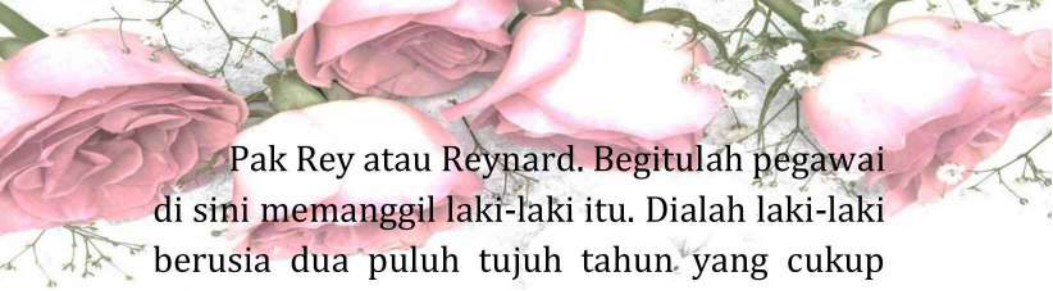 Pak Rey atau Reynard. Begitulah pegawai
di sini memanggil laki-laki itu. Dialah laki-laki
berusia dua puluh tujuh tahun yang cukup